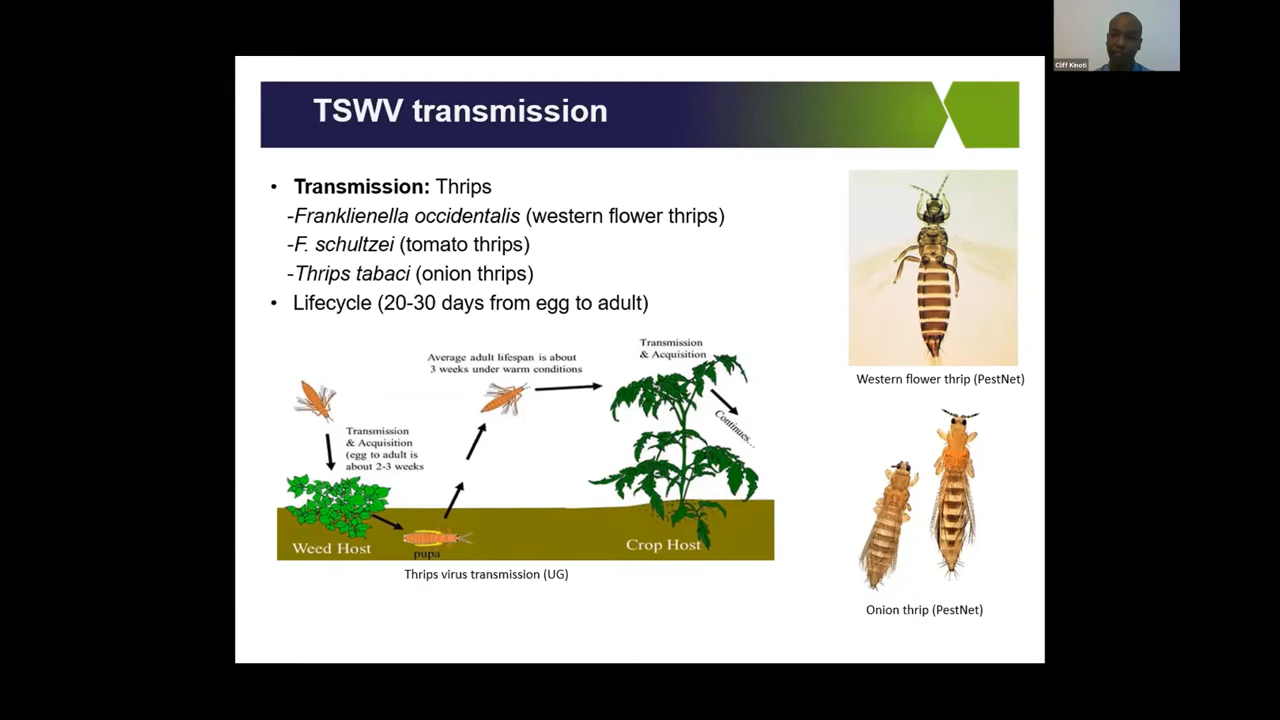 Cliff Kinoti
TSWV transmission
• Transmission: Thrips
-Franklienella occidentalis (western flower thrips)
-F. schultzei (tomato thrips)
-Thrips tabaci (onion thrips)
• Lifecycle (20-30 days from egg to adult)
Average adult lifespan is about
3 weeks under warm conditions
Transmission
& Acquisition
Continues...
Transmission
& Acquisition
(egg to adult is
about 2-3 weeks
Weed Host
pupa
Crop Host
Thrips virus transmission (UG)
Western flower thrip (PestNet)
Onion thrip (PestNet)